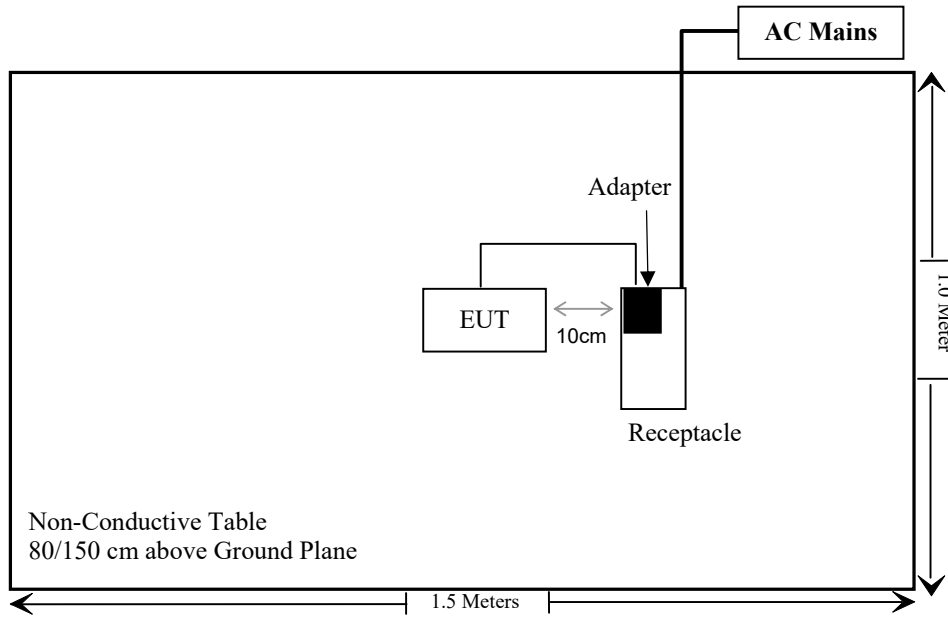 AC Mains
Adapter
EUT
10cm
1.0 Meter
Receptacle
Non-Conductive Table
80/150 cm above Ground Plane
1.5 Meters